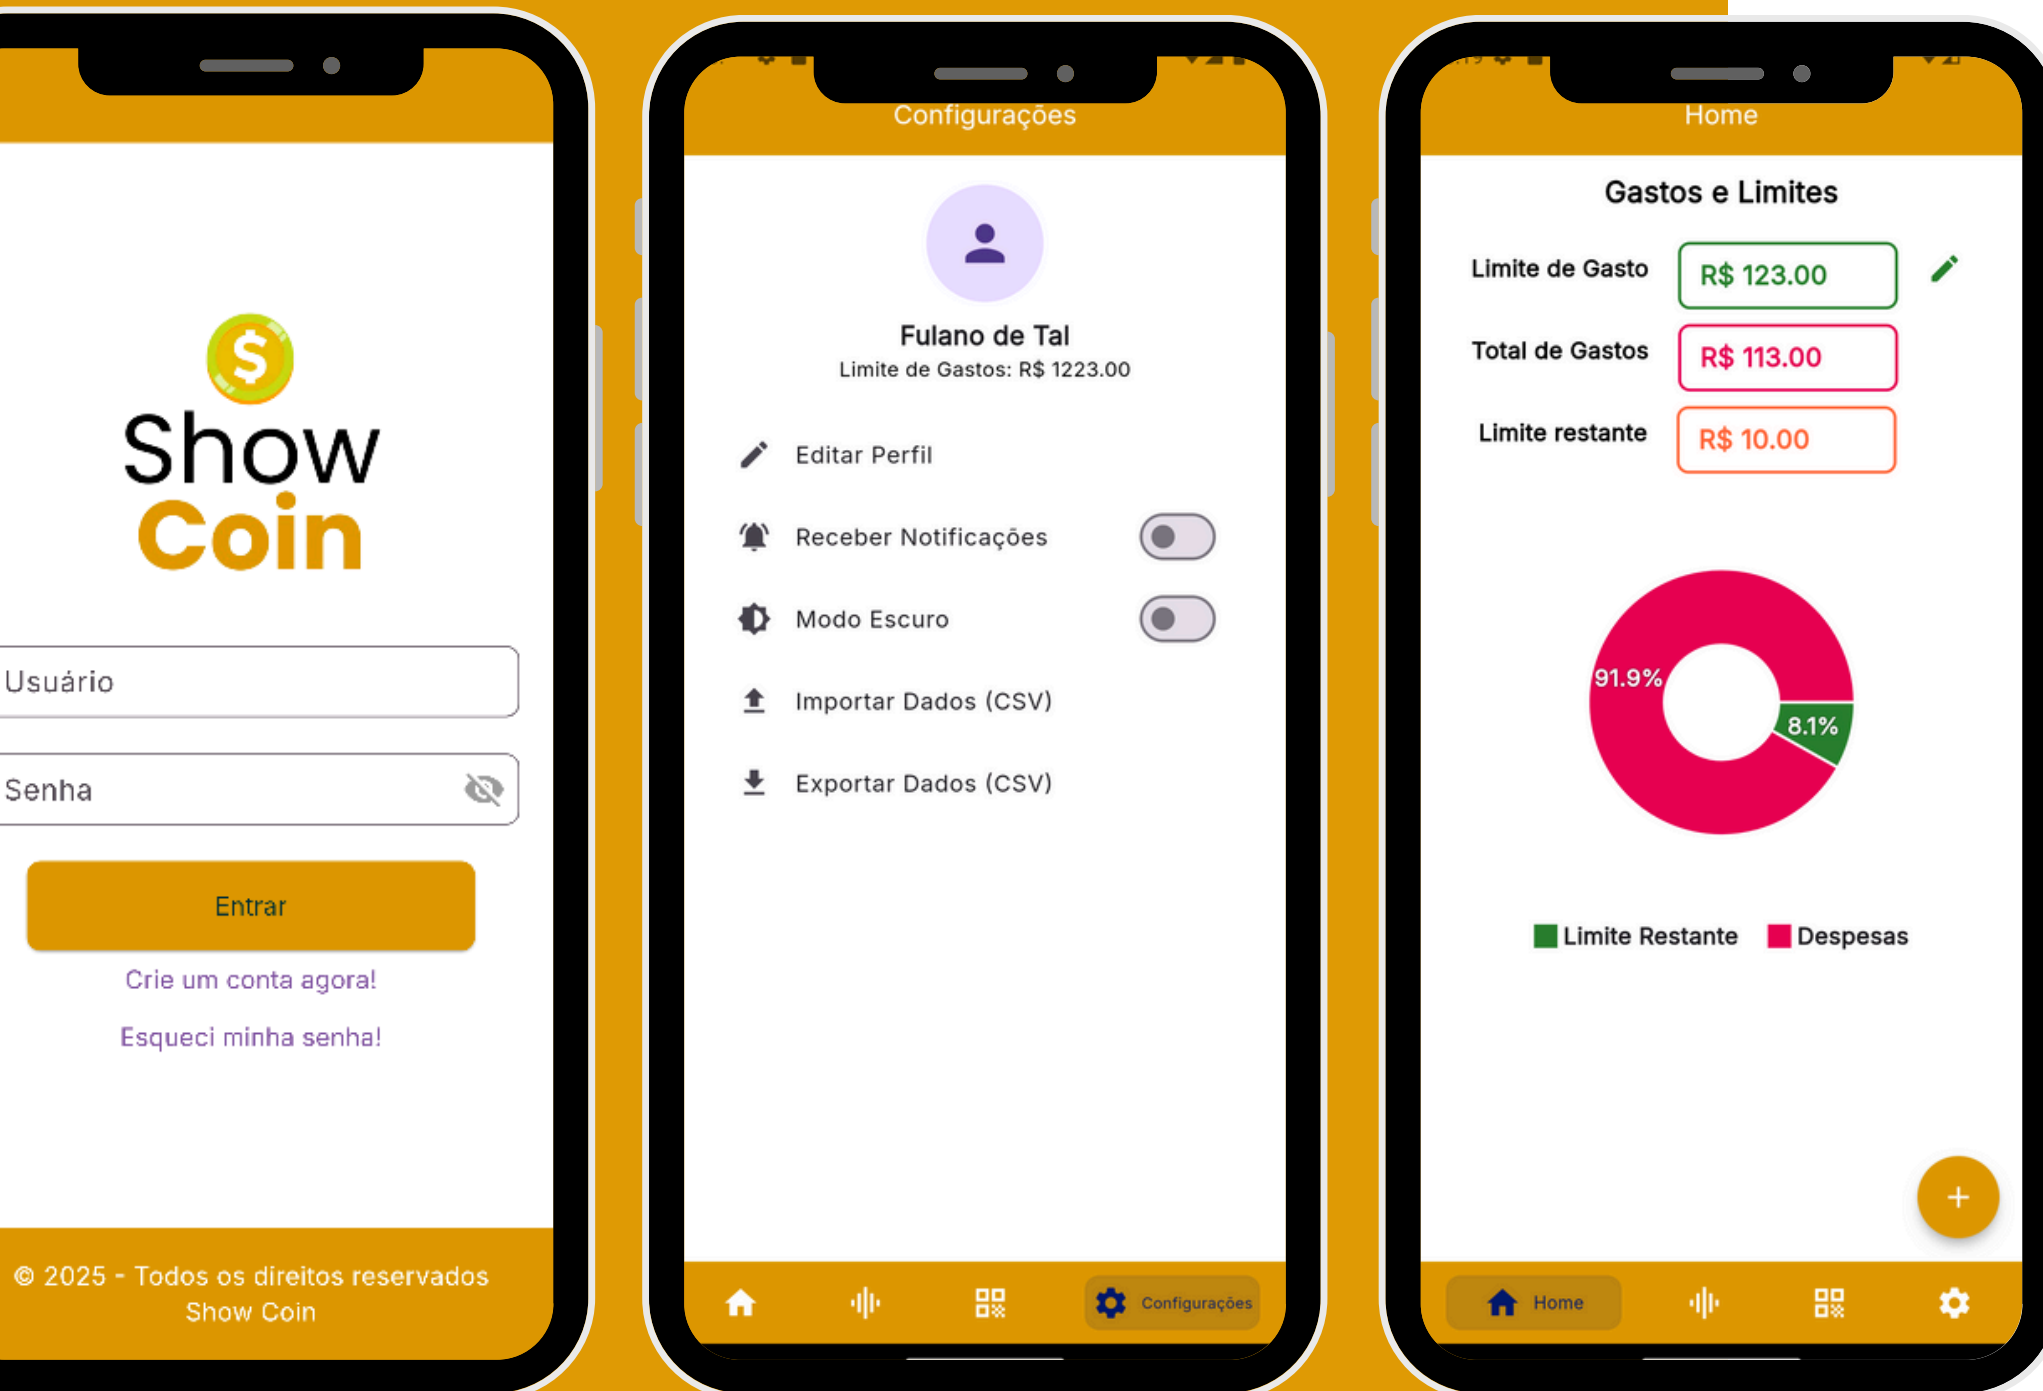 $
Show
Coin
Usuário
Senha
Entrar
Crie um conta agora!
Esqueci minha senha!
© 2025 - Todos os direitos reservados
Show Coin
Configurações
Fulano de Tal
Limite de Gastos: R$ 1223.00
Editar Perfil
Receber Notificações
Modo Escuro
Importar Dados (CSV)
Exportar Dados (CSV)
Configurações
Home
Gastos e Limites
Limite de Gasto R$ 123.00
Total de Gastos R$ 113.00
Limite restante R$ 10.00
91.9%
8.1%
Limite Restante Despesas
+
Home